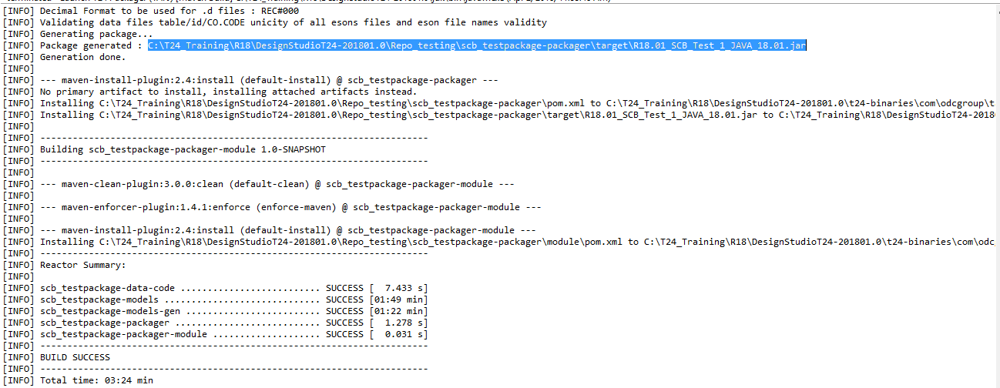 [INFO] Decimal Format to be used for .d files : REC#000
[INFO] Validating data files table/id/CO.CODE unicity of all esons files and eson file names validity
[INFO] Generating package...
[INFO] Package generated : C:\T24_Training\R18\DesignStudioT24-201801.0\Repo_testing\scb_testpackage-packager\target\R18.01_SCB_Test_1_JAVA_18.01.jar
[INFO] Generation done.
[INFO]
[INFO] --- maven-install-plugin:2.4:install (default-install) @ scb_testpackage-packager ---
[INFO] No primary artifact to install, installing attached artifacts instead.
[INFO] Installing C:\T24_Training\R18\DesignStudioT24-201801.0\Repo_testing\scb_testpackage-packager\pom.xml to C:\T24_Training\R18\DesignStudioT24-201801.0\t24-binaries\com\odcgroup\t
[INFO] Installing C:\T24_Training\R18\DesignStudioT24-201801.0\Repo_testing\scb_testpackage-packager\target\R18.01_SCB_Test_1_JAVA_18.01.jar to C:\T24_Training\R18\DesignStudioT24-2018
[INFO]
[INFO] ------------------------------------------------------------------------
[INFO] Building scb_testpackage-packager-module 1.0-SNAPSHOT
[INFO] ------------------------------------------------------------------------
[INFO]
[INFO] --- maven-clean-plugin:3.0.0:clean (default-clean) @ scb_testpackage-packager-module ---
[INFO]
[INFO] --- maven-enforcer-plugin:1.4.1:enforce (enforce-maven) @ scb_testpackage-packager-module ---
[INFO]
[INFO] --- maven-install-plugin:2.4:install (default-install) @ scb_testpackage-packager-module ---
[INFO] Installing C:\T24_Training\R18\DesignStudioT24-201801.0\Repo_testing\scb_testpackage-packager\module\pom.xml to C:\T24_Training\R18\DesignStudioT24-201801.0\t24-binaries\com\odc
[INFO] ------------------------------------------------------------------------
[INFO] Reactor Summary:
[INFO]
[INFO] scb_testpackage-data-code .......................... SUCCESS [  7.433 s]
[INFO] scb_testpackage-models ............................. SUCCESS [01:49 min]
[INFO] scb_testpackage-models-gen ......................... SUCCESS [01:22 min]
[INFO] scb_testpackage-packager ........................... SUCCESS [  1.278 s]
[INFO] scb_testpackage-packager-module .................... SUCCESS [  0.031 s]
[INFO] ------------------------------------------------------------------------
[INFO] BUILD SUCCESS
[INFO] ------------------------------------------------------------------------
[INFO] Total time: 03:24 min